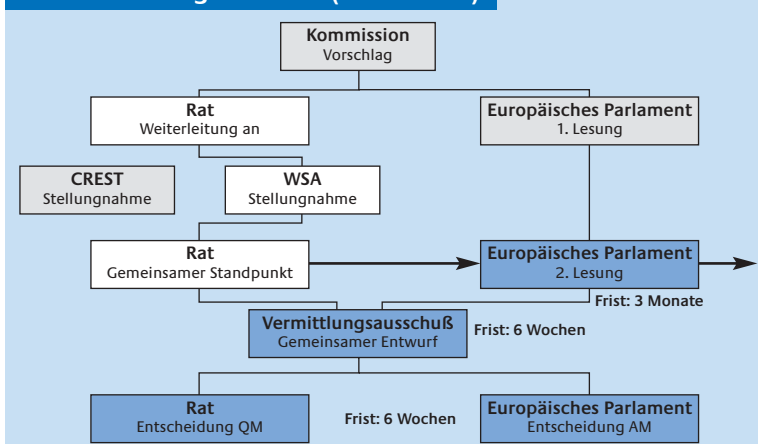 Kommission
Vorschlag
Rat
Weiterleitung an
Europäisches Parlament
1. Lesung
CREST
Stellungnahme
WSA
Stellungnahme
Rat
Gemeinsamer Standpunkt
Europäisches Parlament
2. Lesung
Frist: 3 Monate
Vermittlungsausschuß
Gemeinsamer Entwurf
Frist: 6 Wochen
Rat
Entscheidung QM
Frist: 6 Wochen
Europäisches Parlament
Entscheidung AM